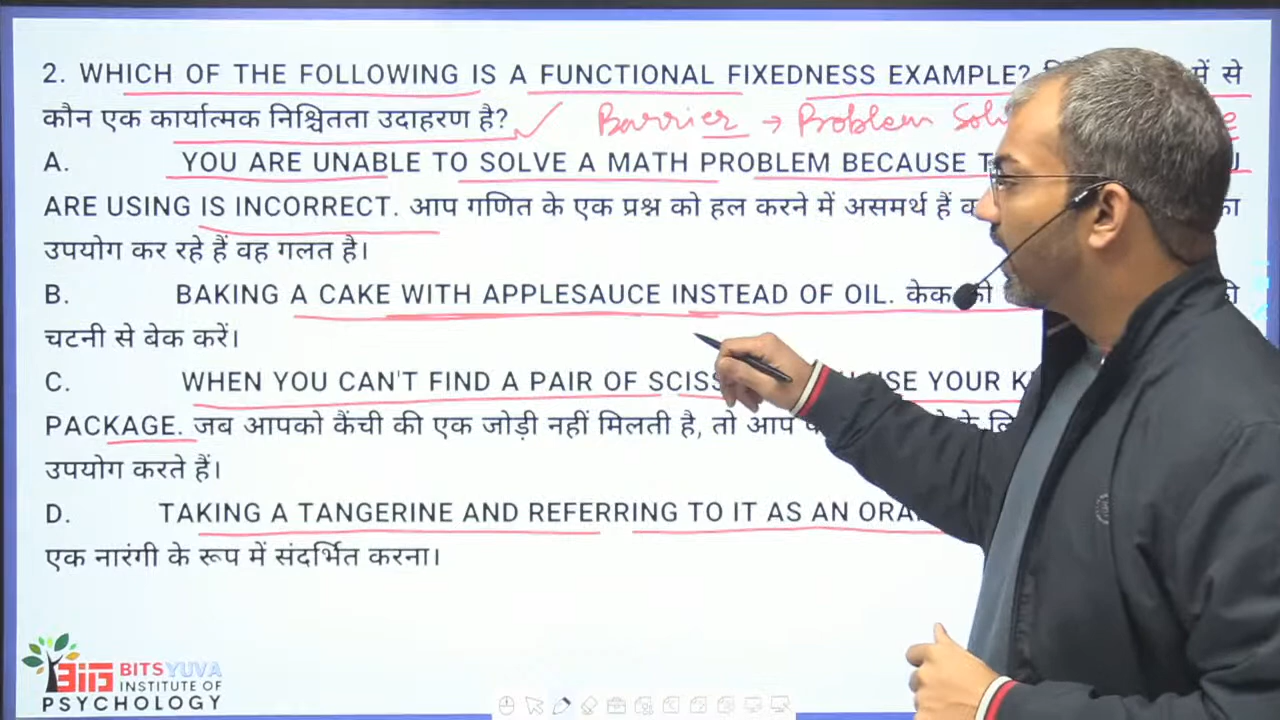 2. WHICH OF THE FOLLOWING IS A FUNCTIONAL FIXEDNESS EXAMPLE? में से
कौन एक कार्यात्मक निश्चितता उदाहरण है? ✓ Barrier → Problem
A. YOU ARE UNABLE TO SOLVE A MATH PROBLEM BECAUSE
ARE USING IS INCORRECT. आप गणित के एक प्रश्न को हल करने में असमर्थ हैं
उपयोग कर रहे हैं वह गलत है।
B. BAKING A CAKE WITH APPLESAUCE INSTEAD OF OIL. केक की
चटनी से बेक करें।
C. WHEN YOU CAN'T FIND A PAIR OF YOUR
PACKAGE. जब आपको कैंची की एक जोड़ी नहीं मिलती है, तो आप
उपयोग करते हैं।
D. TAKING A TANGERINE AND REFERRING TO IT AS AN
एक नारंगी के रूप में संदर्भित करना।
BITS YUVA
INSTITUTE OF
PSYCHOLOGY